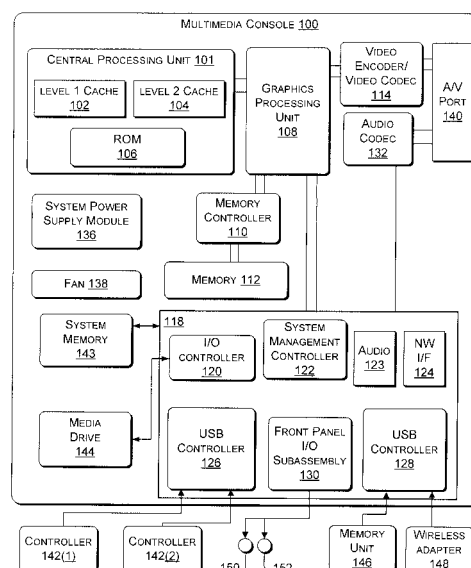 MULTIMEDIA CONSOLE 100
CENTRAL PROCESSING UNIT 101
LEVEL 1 CACHE
102
LEVEL 2 CACHE
104
ROM
106
GRAPHICS
PROCESSING
UNIT
108
VIDEO
ENCODER/
VIDEO CODEC
114
A/V
PORT
140
AUDIO
CODEC
132
SYSTEM POWER
SUPPLY MODULE
136
MEMORY
CONTROLLER
110
MEMORY 112
FAN 138
SYSTEM
MEMORY
143
118
I/O
CONTROLLER
120
SYSTEM
MANAGEMENT
CONTROLLER
122
AUDIO
123
NW
I/F
124
MEDIA
DRIVE
144
USB
CONTROLLER
126
FRONT PANEL
I/O
SUBASSEMBLY
130
USB
CONTROLLER
128
CONTROLLER
142(1)
CONTROLLER
142(2)
150
152
MEMORY
UNIT
146
WIRELESS
ADAPTER
148